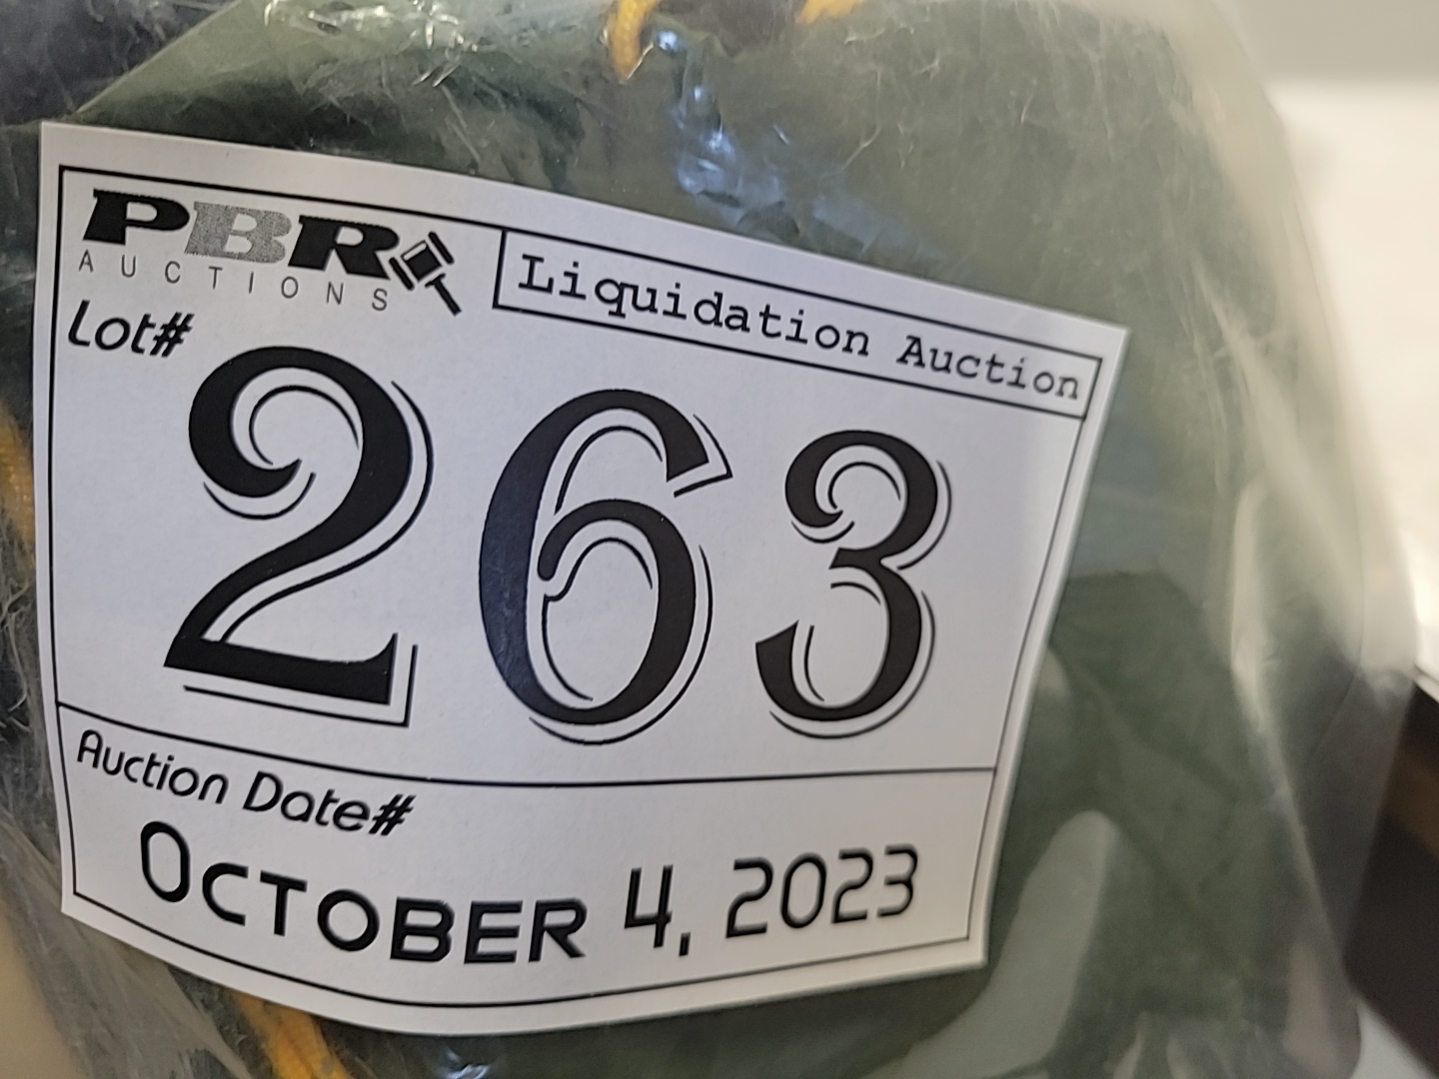 PBR
AUCTIONS
Liquidation Auction
Lot#
263
Auction Date#
OCTOBER 4, 2023